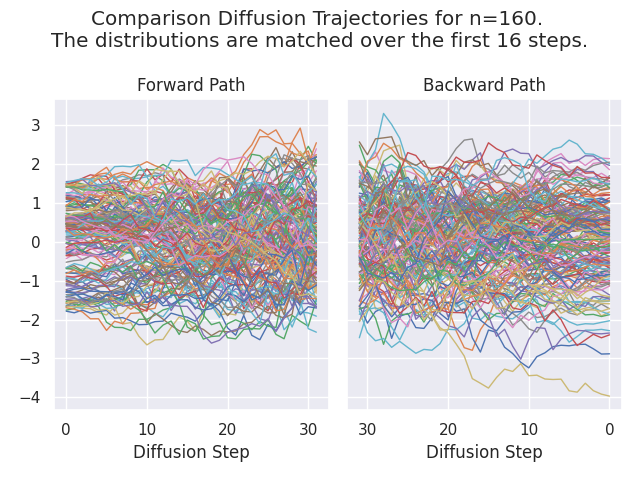 Comparison Diffusion Trajectories for n=160.
The distributions are matched over the first 16 steps.
Forward Path
Backward Path
3
2
1
0
−1
−2
−3
−4
0 10 20 30
30 20 10 0
Diffusion Step
Diffusion Step